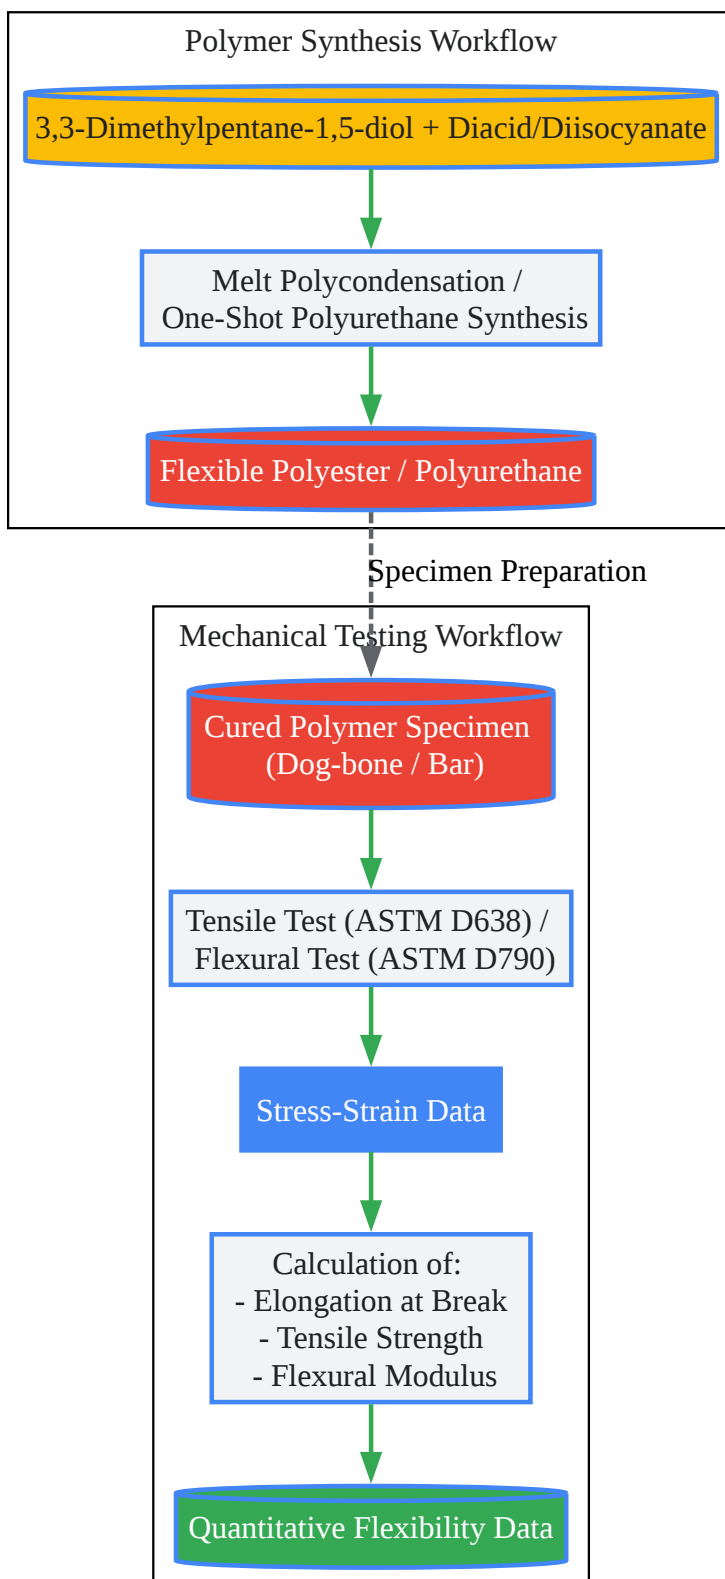 Polymer Synthesis Workflow
3,3-Dimethylpentane-1,5-diol + Diacid/Diisocyanate
Melt Polycondensation /
One-Shot Polyurethane Synthesis
Flexible Polyester / Polyurethane
Specimen Preparation
Mechanical Testing Workflow
Cured Polymer Specimen
(Dog-bone / Bar)
Tensile Test (ASTM D638) /
Flexural Test (ASTM D790)
Stress-Strain Data
Calculation of:
- Elongation at Break
- Tensile Strength
- Flexural Modulus
Quantitative Flexibility Data